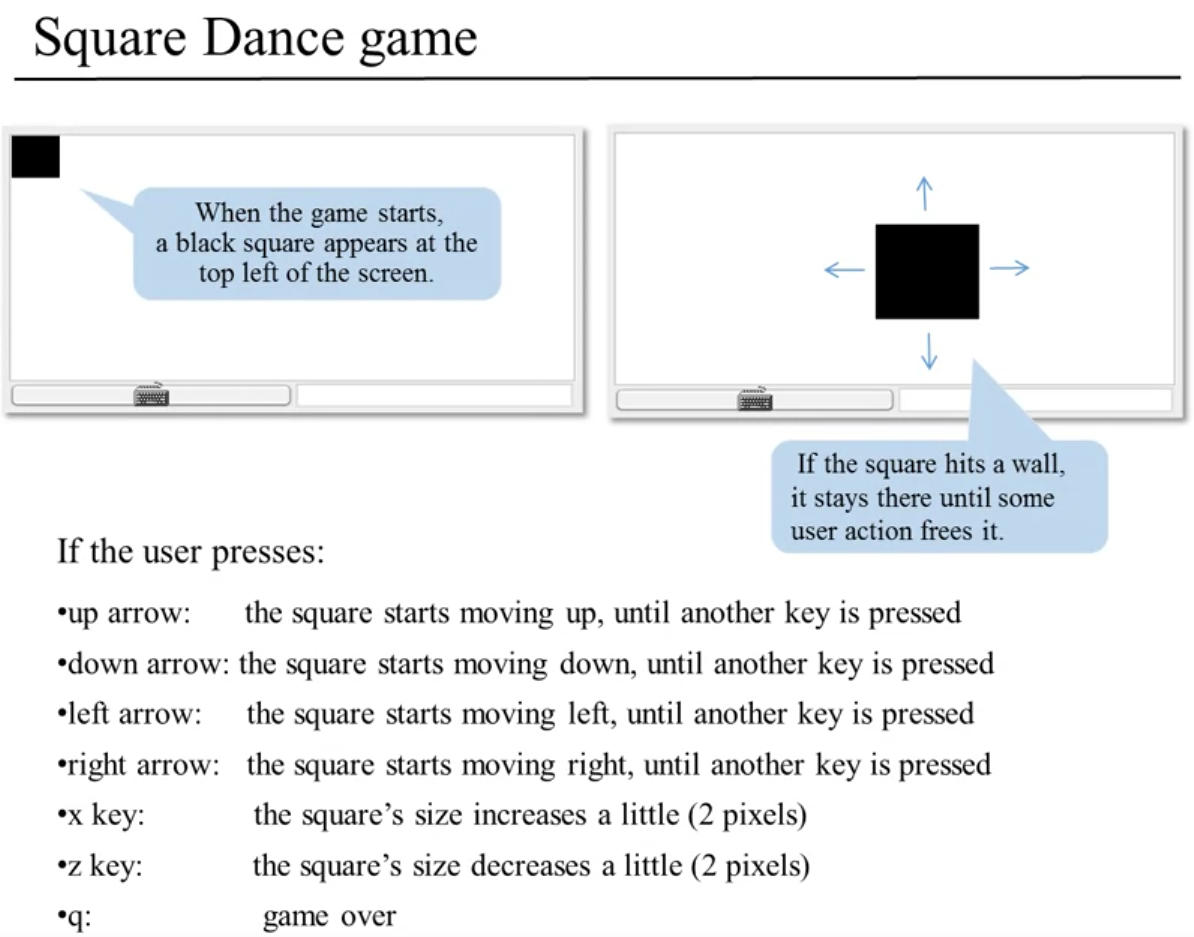 Square Dance game
When the game starts,
a black square appears at the
top left of the screen.
If the square hits a wall,
it stays there until some
user action frees it.
If the user presses:
•up arrow: the square starts moving up, until another key is pressed
•down arrow: the square starts moving down, until another key is pressed
•left arrow: the square starts moving left, until another key is pressed
•right arrow: the square starts moving right, until another key is pressed
•x key: the square’s size increases a little (2 pixels)
•z key: the square’s size decreases a little (2 pixels)
•q: game over